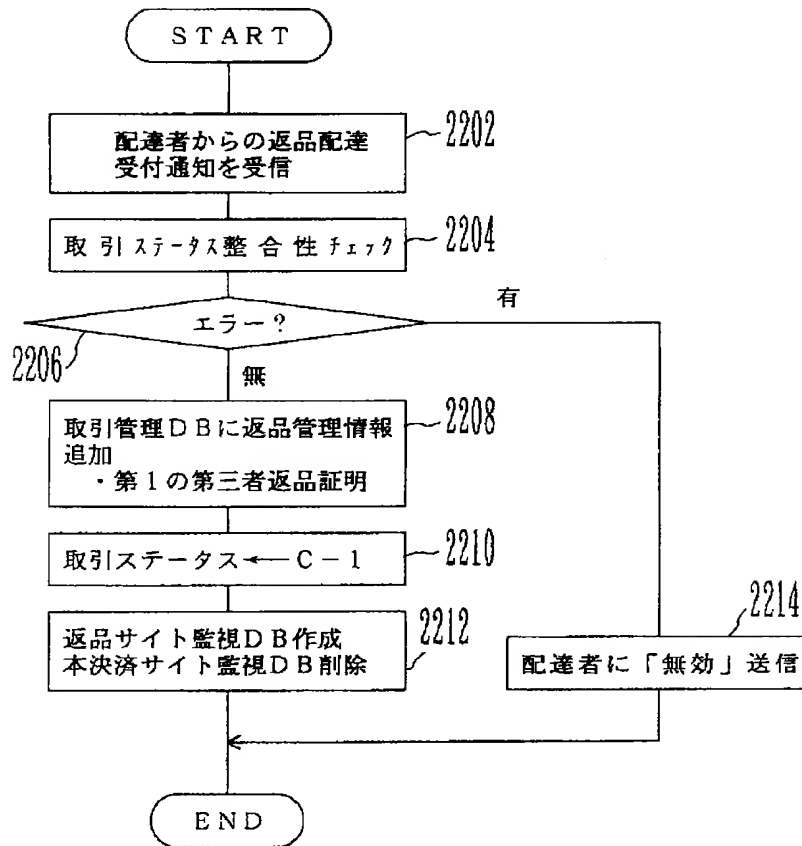 START
配達者からの返品配達
受付通知を受信
2202
取引ステータス整合性チェック
2204
エラー?
有
2206
無
取引管理DBに返品管理情報
追加
・第1の第三者返品証明
2208
取引ステータス←C-1
2210
返品サイト監視DB作成
本決済サイト監視DB削除
2212
2214
配達者に「無効」送信
END